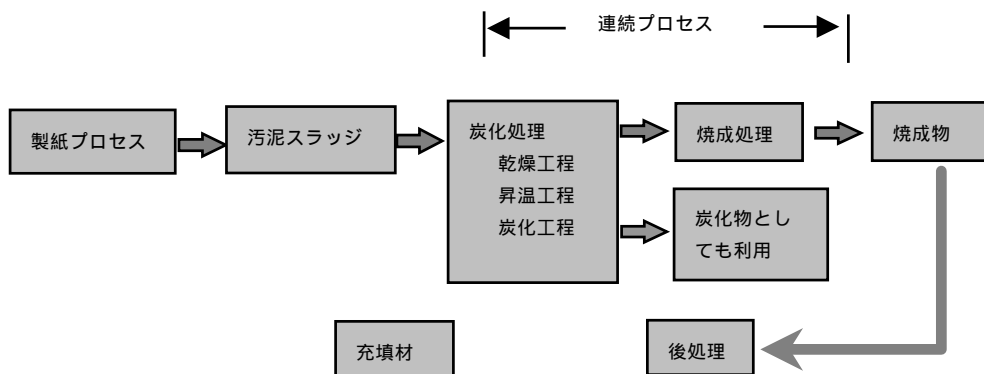 連続プロセス
製紙プロセス
汚泥スラッジ
炭化処理
乾燥工程
昇温工程
炭化工程
焼成処理
焼成物
炭化物とし
ても利用
充填材
後処理